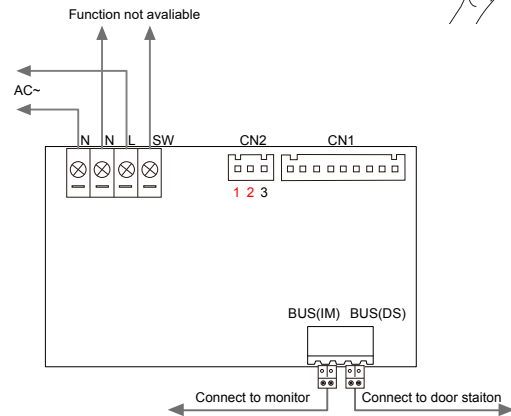 Function not avaliable
AC~
N N L SW
CN2 CN1
1 2 3
BUS(IM) BUS(DS)
Connect to monitor Connect to door staiton